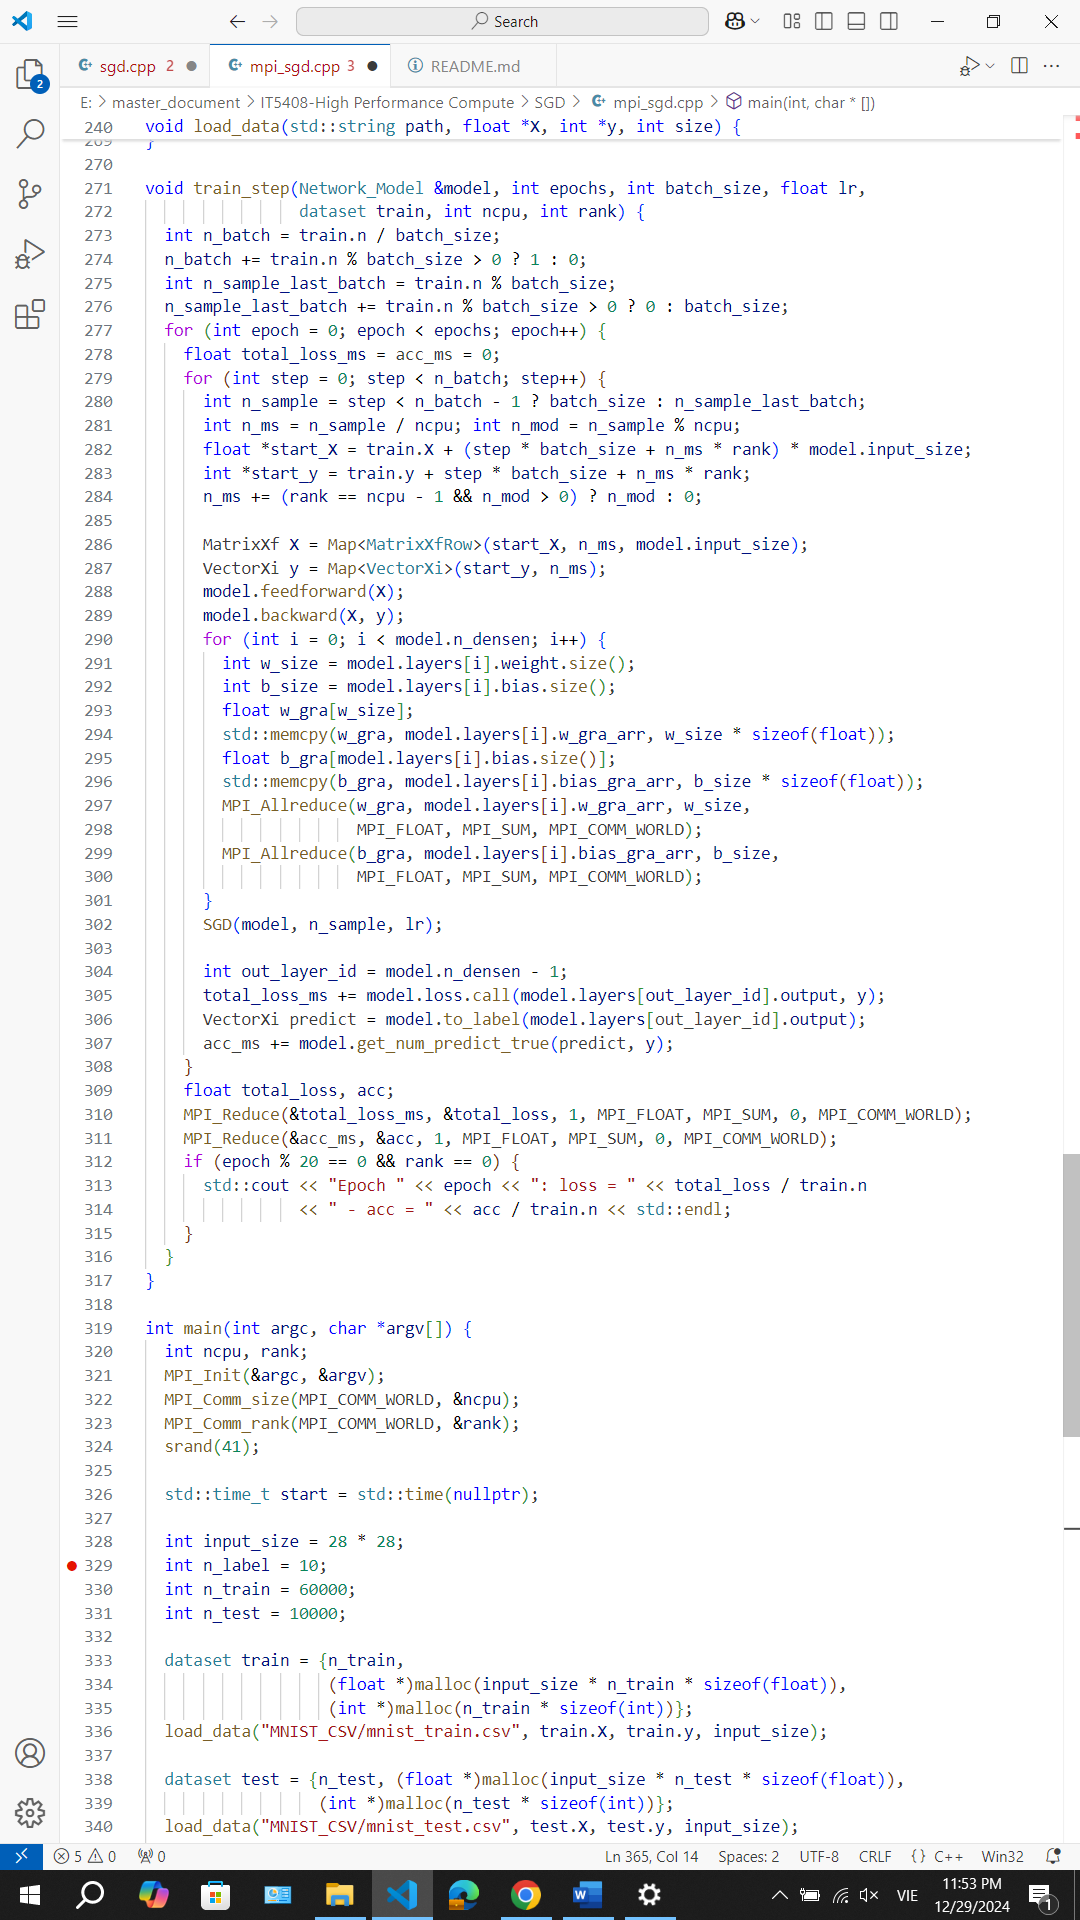 Search
sgd.cpp 2
mpi_sgd.cpp 3
README.md
E: > master_document > IT5408-High Performance Compute > SGD > mpi_sgd.cpp > main(int, char * [])
240 void load_data(std::string path, float *X, int *y, int size) {
269 }
270
271 void train_step(Network_Model &model, int epochs, int batch_size, float lr,
272 dataset train, int ncpu, int rank) {
273 int n_batch = train.n / batch_size;
274 n_batch += train.n % batch_size > 0 ? 1 : 0;
275 int n_sample_last_batch = train.n % batch_size;
276 n_sample_last_batch += train.n % batch_size > 0 ? 0 : batch_size;
277 for (int epoch = 0; epoch < epochs; epoch++) {
278 float total_loss_ms = acc_ms = 0;
279 for (int step = 0; step < n_batch; step++) {
280 int n_sample = step < n_batch - 1 ? batch_size : n_sample_last_batch;
281 int n_ms = n_sample / ncpu; int n_mod = n_sample % ncpu;
282 float *start_X = train.X + (step * batch_size + n_ms * rank) * model.input_size;
283 int *start_y = train.y + step * batch_size + n_ms * rank;
284 n_ms += (rank == ncpu - 1 && n_mod > 0) ? n_mod : 0;
285
286 MatrixXf X = Map<MatrixXfRow>(start_X, n_ms, model.input_size);
287 VectorXi y = Map<VectorXi>(start_y, n_ms);
288 model.feedforward(X);
289 model.backward(X, y);
290 for (int i = 0; i < model.n_densen; i++) {
291 int w_size = model.layers[i].weight.size();
292 int b_size = model.layers[i].bias.size();
293 float w_gra[w_size];
294 std::memcpy(w_gra, model.layers[i].w_gra_arr, w_size * sizeof(float));
295 float b_gra[model.layers[i].bias.size()];
296 std::memcpy(b_gra, model.layers[i].bias_gra_arr, b_size * sizeof(float));
297 MPI_Allreduce(w_gra, model.layers[i].w_gra_arr, w_size,
298 MPI_FLOAT, MPI_SUM, MPI_COMM_WORLD);
299 MPI_Allreduce(b_gra, model.layers[i].bias_gra_arr, b_size,
300 MPI_FLOAT, MPI_SUM, MPI_COMM_WORLD);
301 }
302 SGD(model, n_sample, lr);
303
304 int out_layer_id = model.n_densen - 1;
305 total_loss_ms += model.loss.call(model.layers[out_layer_id].output, y);
306 VectorXi predict = model.to_label(model.layers[out_layer_id].output);
307 acc_ms += model.get_num_predict_true(predict, y);
308 }
309 float total_loss, acc;
310 MPI_Reduce(&total_loss_ms, &total_loss, 1, MPI_FLOAT, MPI_SUM, 0, MPI_COMM_WORLD);
311 MPI_Reduce(&acc_ms, &acc, 1, MPI_FLOAT, MPI_SUM, 0, MPI_COMM_WORLD);
312 if (epoch % 20 == 0 && rank == 0) {
313 std::cout << "Epoch " << epoch << ": loss = " << total_loss / train.n
314 << " - acc = " << acc / train.n << std::endl;
315 }
316 }
317 }
318
319 int main(int argc, char *argv[]) {
320 int ncpu, rank;
321 MPI_Init(&argc, &argv);
322 MPI_Comm_size(MPI_COMM_WORLD, &ncpu);
323 MPI_Comm_rank(MPI_COMM_WORLD, &rank);
324 srand(41);
325
326 std::time_t start = std::time(nullptr);
327
328 int input_size = 28 * 28;
329 int n_label = 10;
330 int n_train = 60000;
331 int n_test = 10000;
332
333 dataset train = {n_train,
334 (float *)malloc(input_size * n_train * sizeof(float)),
335 (int *)malloc(n_train * sizeof(int))};
336 load_data("MNIST_CSV/mnist_train.csv", train.X, train.y, input_size);
337
338 dataset test = {n_test, (float *)malloc(input_size * n_test * sizeof(float)),
339 (int *)malloc(n_test * sizeof(int))};
340 load_data("MNIST_CSV/mnist_test.csv", test.X, test.y, input_size);
2
5 0 0 Ln 365, Col 14 Spaces: 2 UTF-8 CRLF {} C++ Win32
VIE
11:53 PM
12/29/2024
1